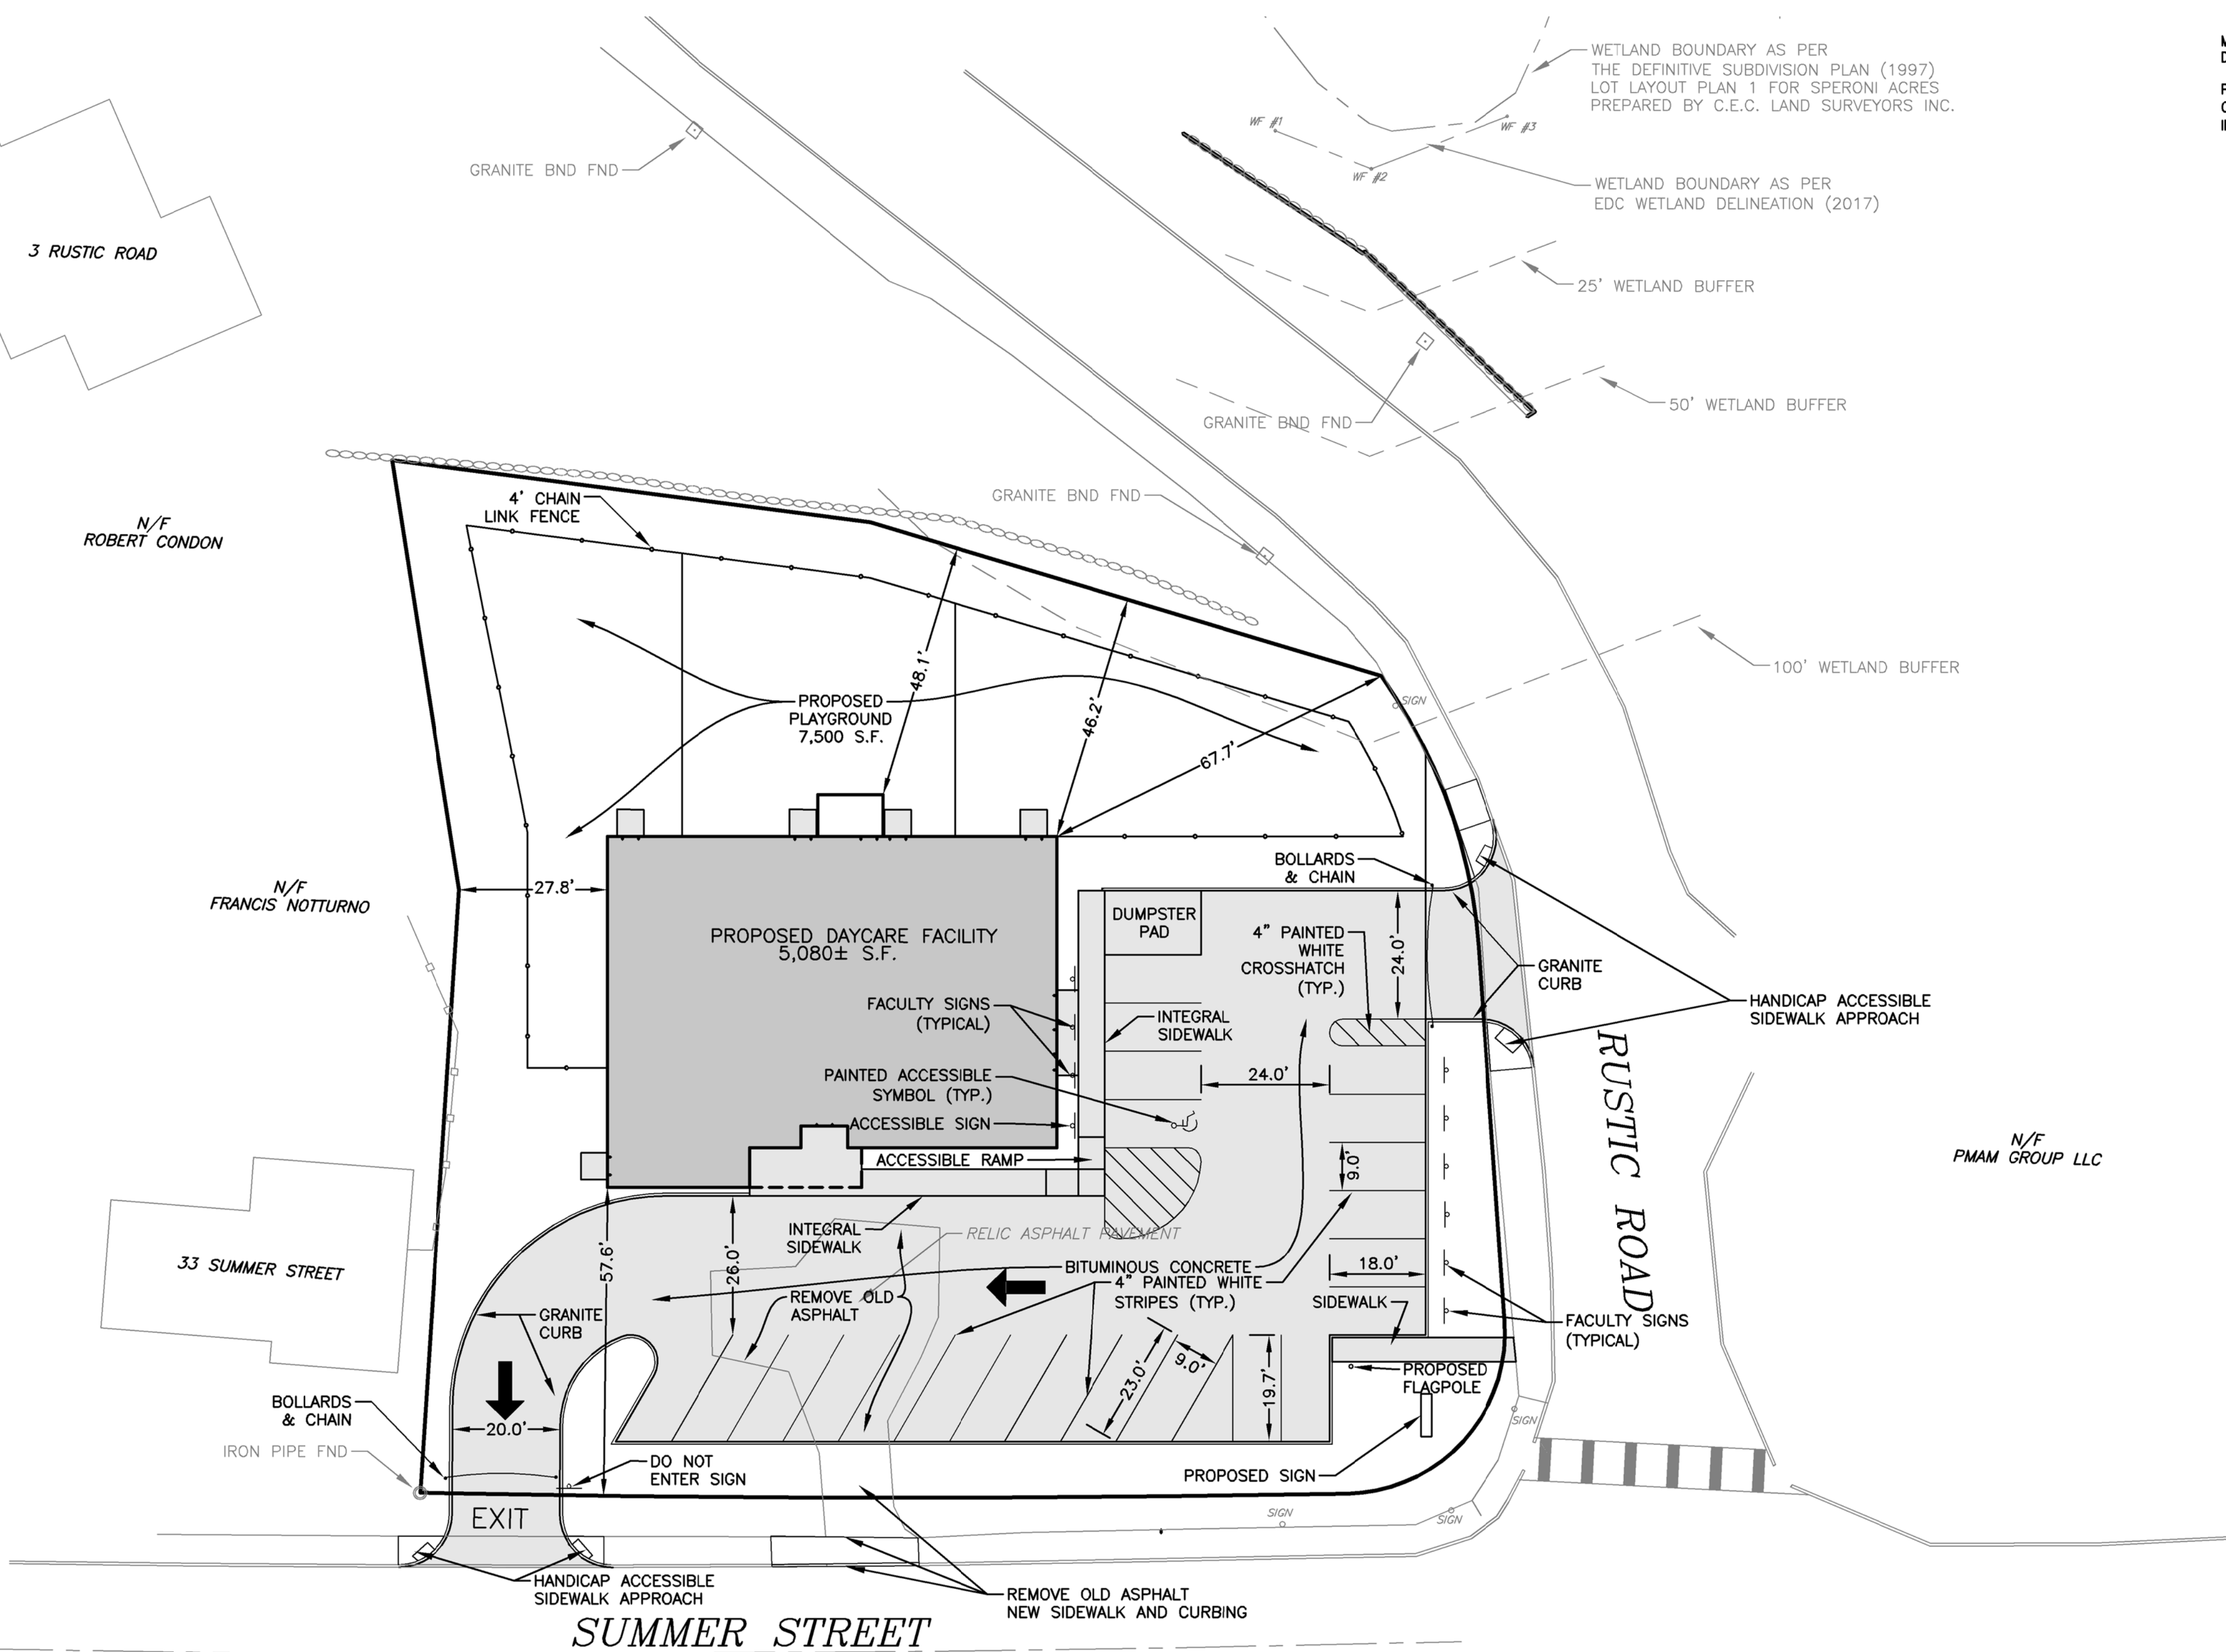 WETLAND BOUNDARY AS PER
THE DEFINITIVE SUBDIVISION PLAN (1997)
LOT LAYOUT PLAN 1 FOR SPERONI ACRES
PREPARED BY C.E.C. LAND SURVEYORS INC.
WF #1
WF #3
WF #2
GRANITE BND FND
WETLAND BOUNDARY AS PER
EDC WETLAND DELINEATION (2017)
3 RUSTIC ROAD
25' WETLAND BUFFER
50' WETLAND BUFFER
GRANITE BND FND
4' CHAIN
LINK FENCE
GRANITE BND FND
N/F
ROBERT CONDON
100' WETLAND BUFFER
48.1'
46.2'
67.7'
SIGN
PROPOSED
PLAYGROUND
7,500 S.F.
BOLLARDS
& CHAIN
27.8'
N/F
FRANCIS NOTTURNO
DUMPSTER
PAD
PROPOSED DAYCARE FACILITY
5,080± S.F.
4" PAINTED
WHITE
CROSSHATCH
(TYP.)
24.0'
GRANITE
CURB
FACULTY SIGNS
(TYPICAL)
INTEGRAL
SIDEWALK
HANDICAP ACCESSIBLE
SIDEWALK APPROACH
PAINTED ACCESSIBLE
SYMBOL (TYP.)
24.0'
RUSTIC ROAD
ACCESSIBLE SIGN
ACCESSIBLE RAMP
9.0'
N/F
PMAM GROUP LLC
INTEGRAL
SIDEWALK
RELIC ASPHALT PAVEMENT
33 SUMMER STREET
57.6'
26.0'
BITUMINOUS CONCRETE
18.0'
4" PAINTED WHITE
STRIPES (TYP.)
REMOVE OLD
ASPHALT
SIDEWALK
GRANITE
CURB
FACULTY SIGNS
(TYPICAL)
23.0'
9.0'
19.7'
PROPOSED
FLAGPOLE
BOLLARDS
& CHAIN
20.0'
SIGN
IRON PIPE FND
DO NOT
ENTER SIGN
PROPOSED SIGN
EXIT
SIGN
SIGN
HANDICAP ACCESSIBLE
SIDEWALK APPROACH
REMOVE OLD ASPHALT
NEW SIDEWALK AND CURBING
SUMMER STREET